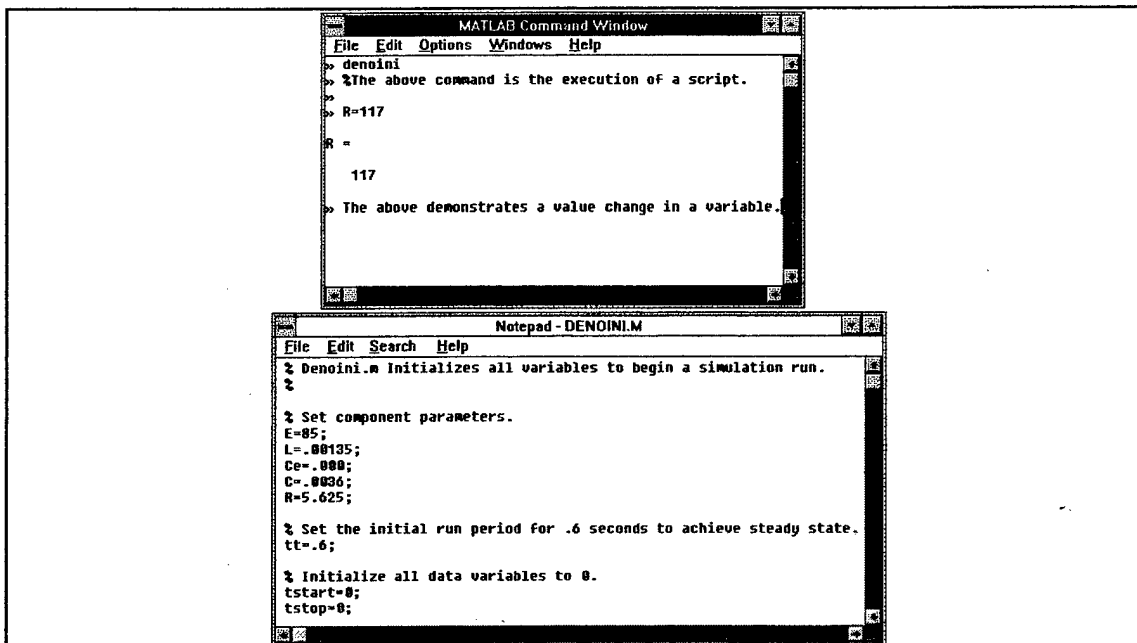 MATLAB Command Window
File Edit Options Windows Help
» denoini
» %The above command is the execution of a script.
»
» R=117
R =
117
» The above demonstrates a value change in a variable.
Notepad - DENOINI.M
File Edit Search Help
% Denoini.m Initializes all variables to begin a simulation run.
%
% Set component parameters.
E=85;
L=.00135;
Ce=.000;
C=.0036;
R=5.625;
% Set the initial run period for .6 seconds to achieve steady state.
tt=.6;
% Initialize all data variables to 0.
tstart=0;
tstop=0;